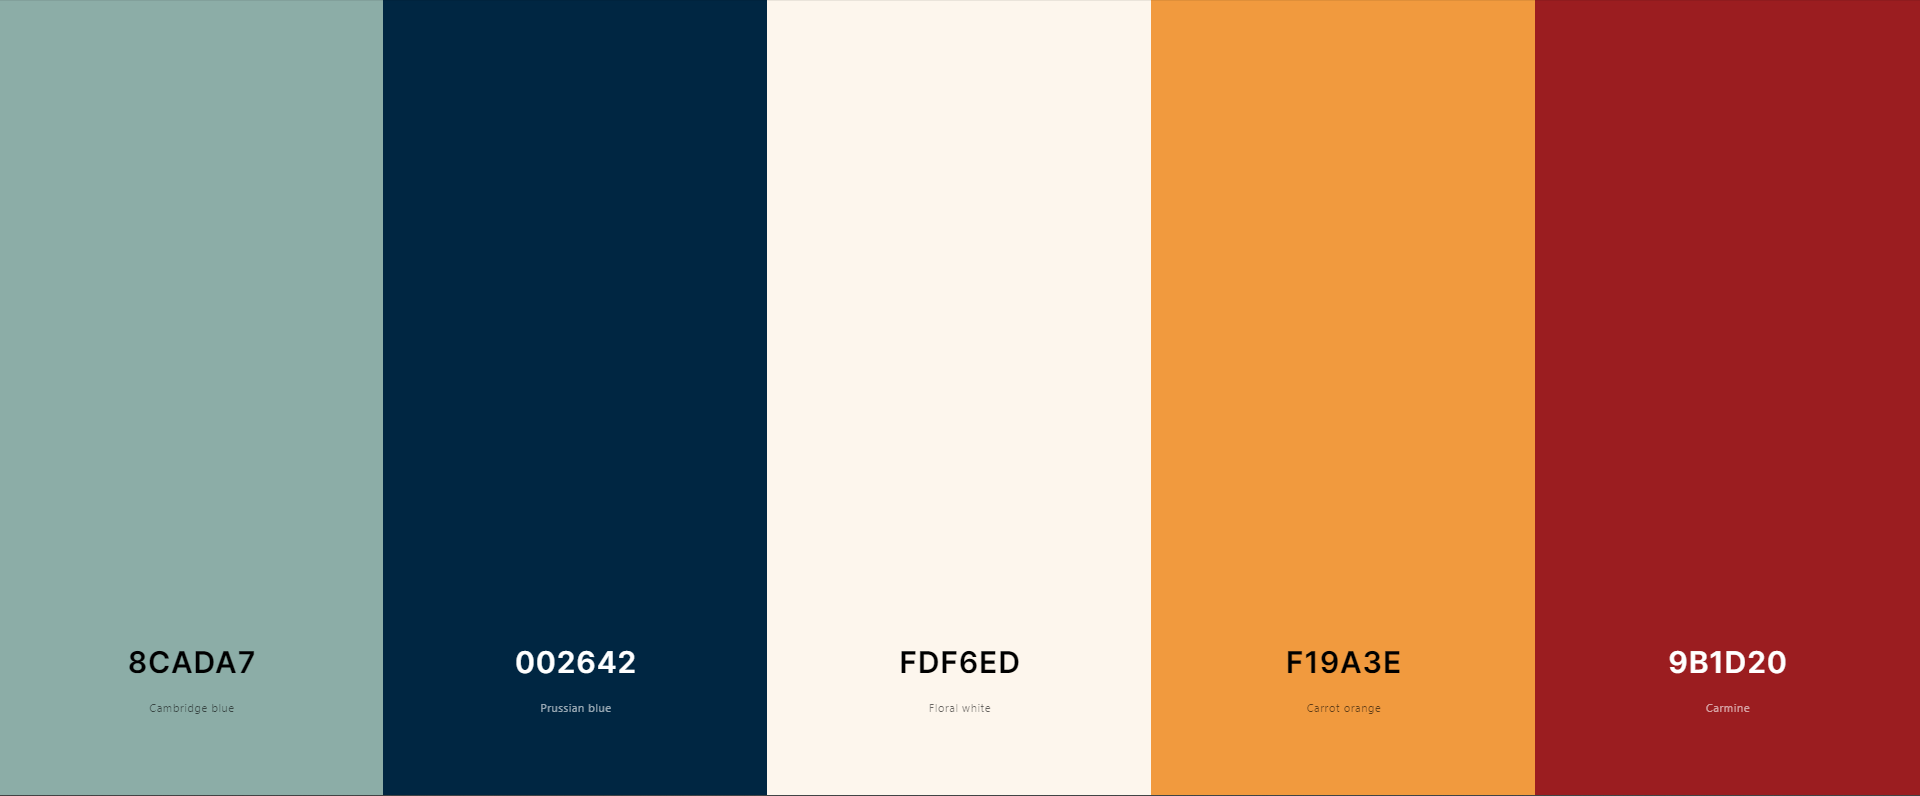 8CADA7
Cambridge blue
002642
Prussian blue
FDF6ED
Floral white
F19A3E
Carrot orange
9B1D20
Carmine